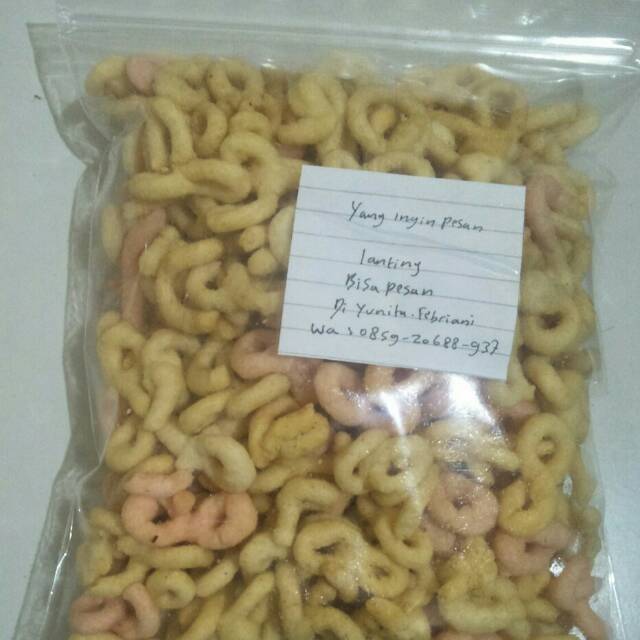 Yang ingin pesan
lanting
Bisa pesan
Di Yunita.Febriani
Wa : 0859-20688-937